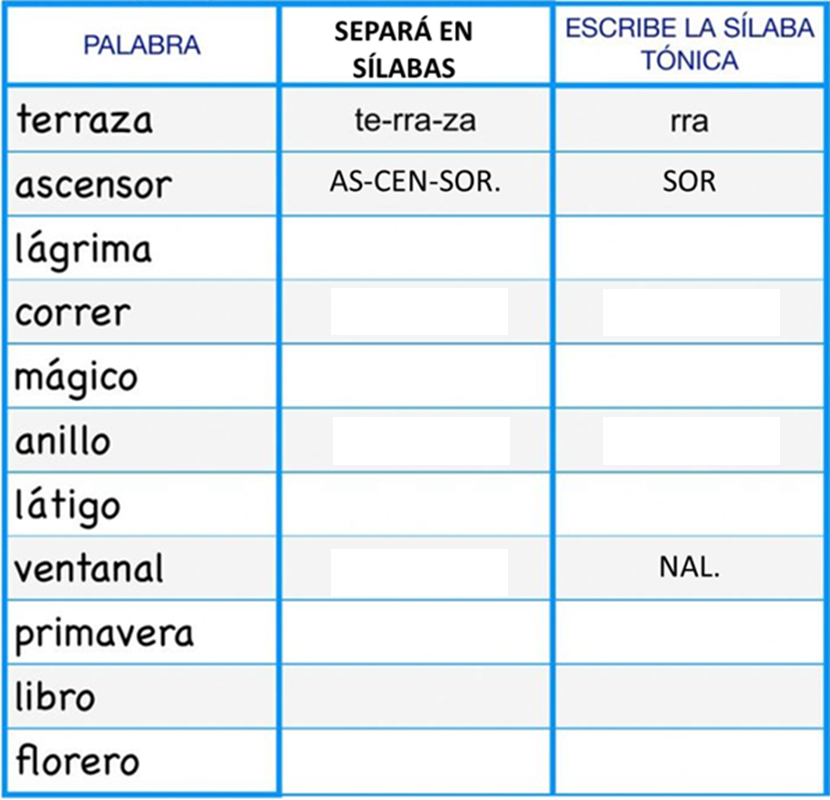 PALABRA
SEPARÁ EN
SÍLABAS
ESCRIBE LA SÍLABA
TÓNICA
terraza te-rra-za rra
ascensor AS-CEN-SOR. SOR
lágrima
correr
mágico
anillo
látigo
ventanal NAL.
primavera
libro
florero